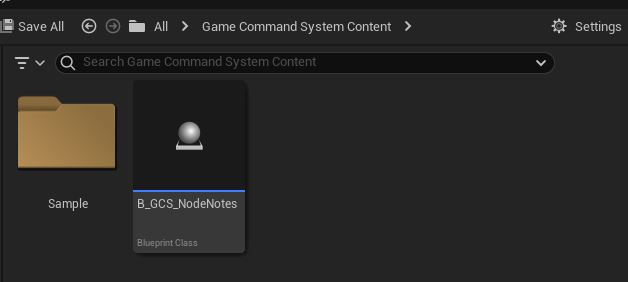 Save All
All
Game Command System Content
Settings
Search Game Command System Content
Sample
B_GCS_NodeNotes
Blueprint Class